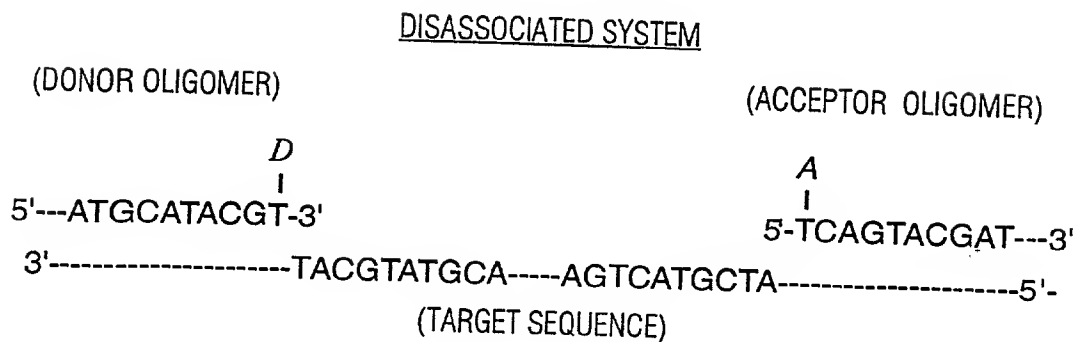 DISASSOCIATED SYSTEM
(DONOR OLIGOMER)
(ACCEPTOR OLIGOMER)
D
A
5'---ATGCATACGT-3'
5'-TCAGTACGAT---3'
3'----------------------TACGTATGCA-----AGTCATGCTA----------------------5'-
(TARGET SEQUENCE)